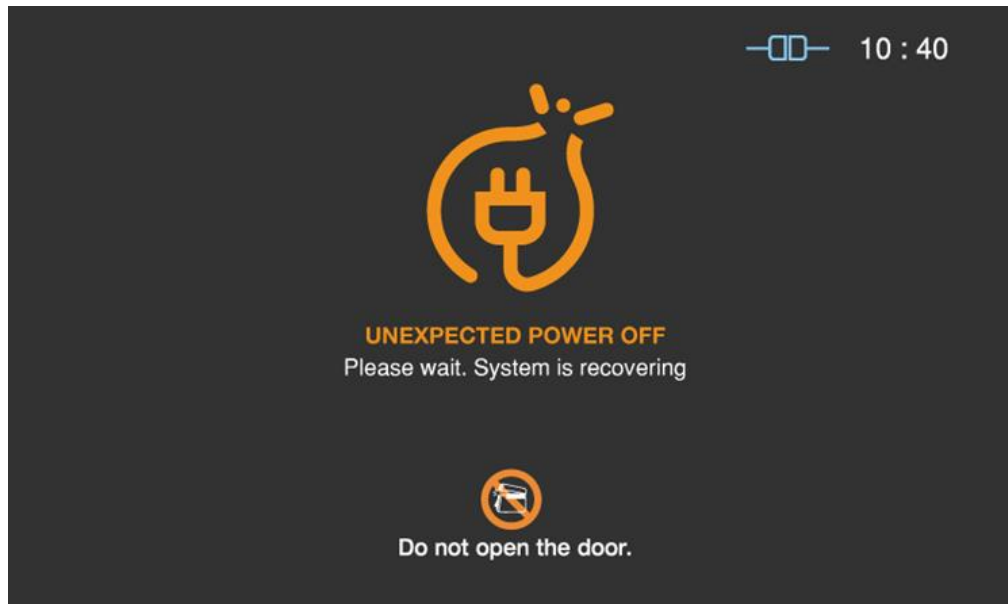 10 : 40
UNEXPECTED POWER OFF
Please wait. System is recovering
Do not open the door.